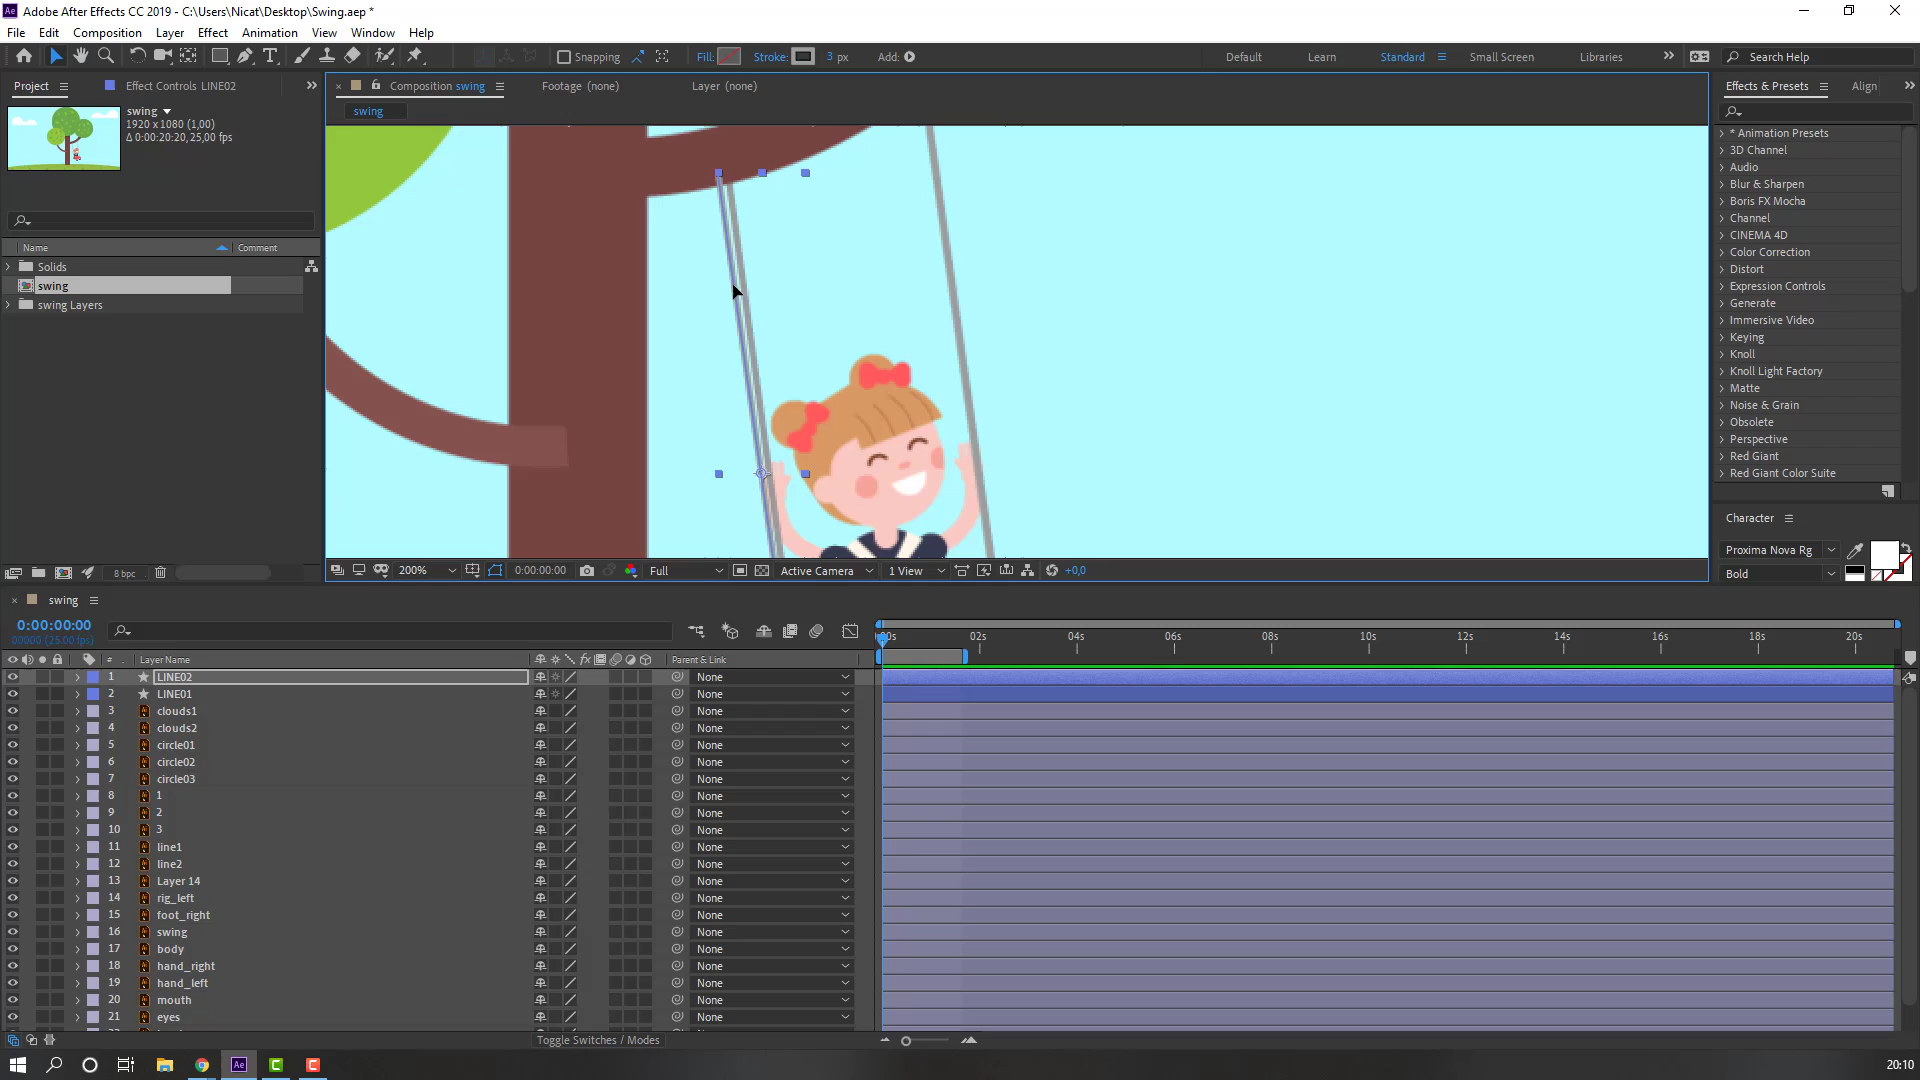 Adobe After Effects CC 2019 - C:\Users\Nicat\Desktop\Swing.aep *
File Edit Composition Layer Effect Animation View Window Help
Snapping Fill: Stroke: 3 px Add: Default Learn Standard Small Screen Libraries Search Help
Project Effect Controls LINE02 Composition swing Footage (none) Layer (none) Effects & Presets Align
swing
1920 x 1080 (1,00)
Δ 0:00:20:20, 25,00 fps
swing
Name Comment
Solids
swing
swing Layers
* Animation Presets
3D Channel
Audio
Blur & Sharpen
Boris FX Mocha
Channel
CINEMA 4D
Color Correction
Distort
Expression Controls
Generate
Immersive Video
Keying
Knoll
Knoll Light Factory
Matte
Noise & Grain
Obsolete
Perspective
Red Giant
Red Giant Color Suite
Character
Proxima Nova Rg
Bold
8 bpc 200% 0:00:00:00 Full Active Camera 1 View +0,0
swing
0:00:00:00
00000 (25.00 fps)
02s 04s 06s 08s 10s 12s 14s 16s 18s 20s
# Layer Name Parent & Link
1 LINE02 None
2 LINE01 None
3 clouds1 None
4 clouds2 None
5 circle01 None
6 circle02 None
7 circle03 None
8 1 None
9 2 None
10 3 None
11 line1 None
12 line2 None
13 Layer 14 None
14 rig_left None
15 foot_right None
16 swing None
17 body None
18 hand_right None
19 hand_left None
20 mouth None
21 eyes None
Toggle Switches / Modes
20:10